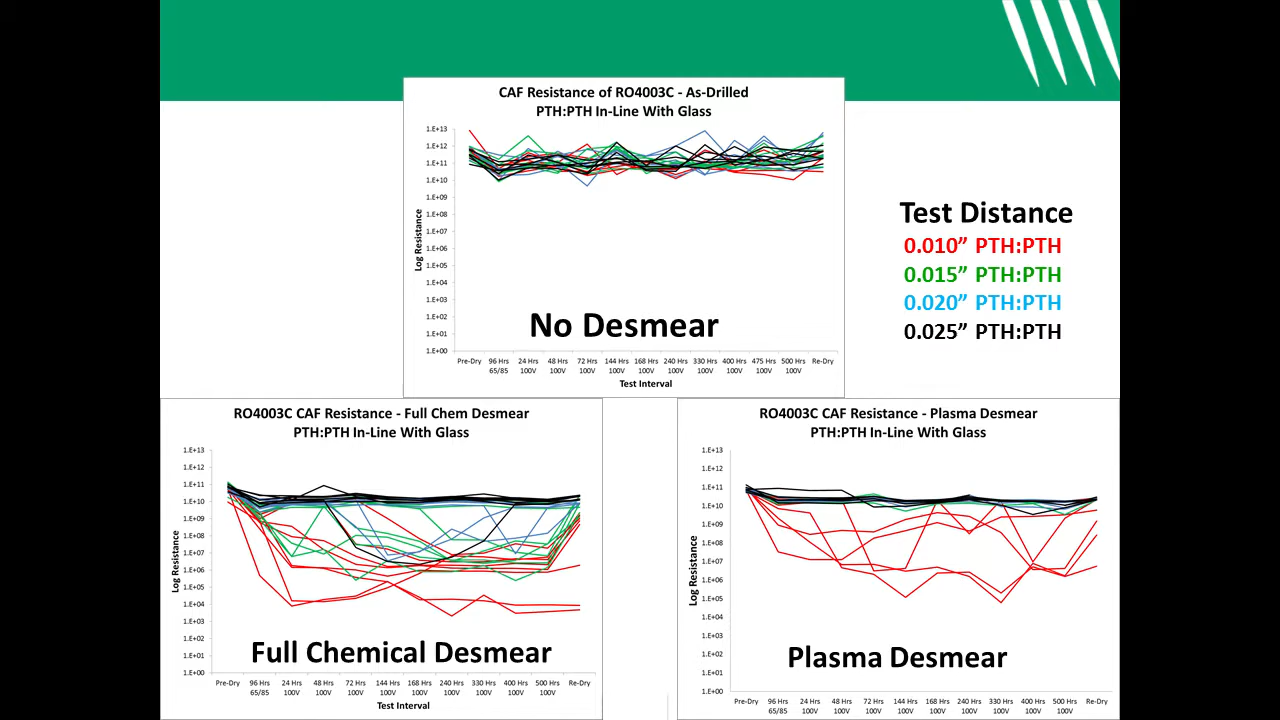 CAF Resistance of RO4003C - As-Drilled
PTH:PTH In-Line With Glass
1.E+13
1.E+12
1.E+11
1.E+10
1.E+09
1.E+08
1.E+07
1.E+06
1.E+05
1.E+04
1.E+03
1.E+02
1.E+01
1.E+00
Log Resistance
No Desmear
Pre-Dry 96 Hrs 24 Hrs 48 Hrs 72 Hrs 144 Hrs 168 Hrs 240 Hrs 330 Hrs 400 Hrs 475 Hrs 500 Hrs Re-Dry
65/85 100V 100V 100V 100V 100V 100V 100V 100V 100V 100V
Test Interval
Test Distance
0.010” PTH:PTH
0.015” PTH:PTH
0.020” PTH:PTH
0.025” PTH:PTH
RO4003C CAF Resistance - Full Chem Desmear
PTH:PTH In-Line With Glass
1.E+13
1.E+12
1.E+11
1.E+10
1.E+09
1.E+08
1.E+07
1.E+06
1.E+05
1.E+04
1.E+03
1.E+02
1.E+01
1.E+00
Log Resistance
Full Chemical Desmear
Pre-Dry 96 Hrs 24 Hrs 48 Hrs 72 Hrs 144 Hrs 168 Hrs 240 Hrs 330 Hrs 400 Hrs 500 Hrs Re-Dry
65/85 100V 100V 100V 100V 100V 100V 100V 100V 100V
Test Interval
RO4003C CAF Resistance - Plasma Desmear
PTH:PTH In-Line With Glass
1.E+13
1.E+12
1.E+11
1.E+10
1.E+09
1.E+08
1.E+07
1.E+06
1.E+05
1.E+04
1.E+03
1.E+02
1.E+01
1.E+00
Log Resistance
Plasma Desmear
Pre-Dry 96 Hrs 24 Hrs 48 Hrs 72 Hrs 144 Hrs 168 Hrs 240 Hrs 330 Hrs 400 Hrs 500 Hrs Re-Dry
65/85 100V 100V 100V 100V 100V 100V 100V 100V 100V